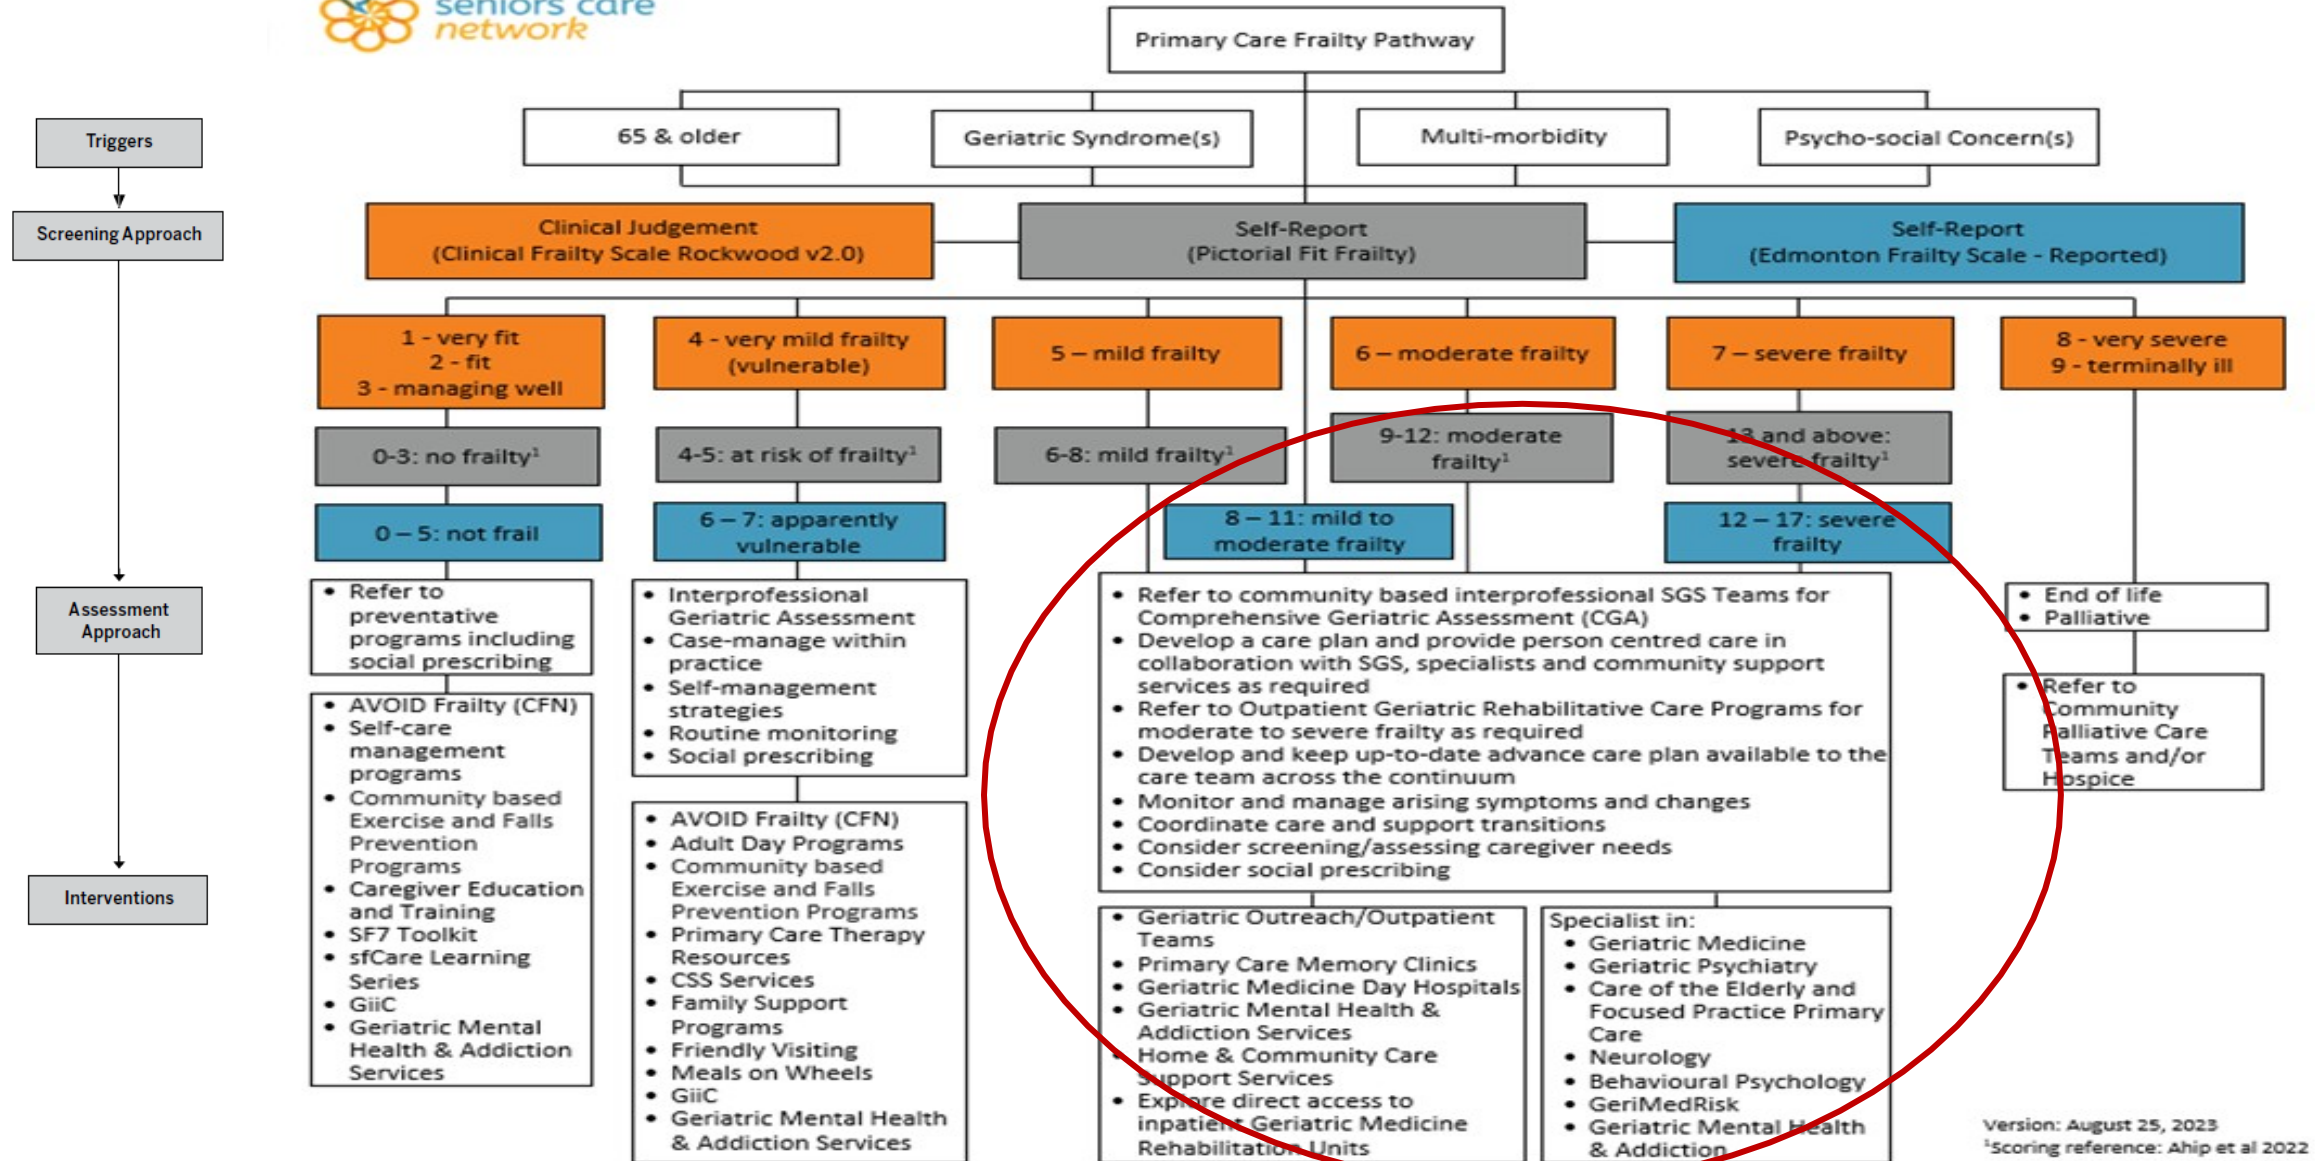 seniors care
network
Primary Care Frailty Pathway
Triggers
65 & older
Geriatric Syndrome(s)
Multi-morbidity
Psycho-social Concern(s)
Screening Approach
Clinical Judgement
(Clinical Frailty Scale Rockwood v2.0)
Self-Report
(Pictorial Fit Frailty)
Self-Report
(Edmonton Frailty Scale - Reported)
1 - very fit
2 - fit
3 - managing well
4 - very mild frailty
(vulnerable)
5 – mild frailty
6 – moderate frailty
7 – severe frailty
8 - very severe
9 - terminally ill
0-3: no frailty¹
4-5: at risk of frailty¹
6-8: mild frailty¹
9-12: moderate
frailty¹
13 and above:
severe frailty¹
0 – 5: not frail
6 – 7: apparently
vulnerable
8 – 11: mild to
moderate frailty
12 – 17: severe
frailty
Assessment
Approach
• Refer to
preventative
programs including
social prescribing
• Interprofessional
Geriatric Assessment
• Case-manage within
practice
• Self-management
strategies
• Routine monitoring
• Social prescribing
• Refer to community based interprofessional SGS Teams for
Comprehensive Geriatric Assessment (CGA)
• Develop a care plan and provide person centred care in
collaboration with SGS, specialists and community support
services as required
• Refer to Outpatient Geriatric Rehabilitative Care Programs for
moderate to severe frailty as required
• Develop and keep up-to-date advance care plan available to the
care team across the continuum
• Monitor and manage arising symptoms and changes
• Coordinate care and support transitions
• Consider screening/assessing caregiver needs
• Consider social prescribing
• End of life
• Palliative
Interventions
• AVOID Frailty (CFN)
• Self-care
management
programs
• Community based
Exercise and Falls
Prevention
Programs
• Caregiver Education
and Training
• SF7 Toolkit
• sfCare Learning
Series
• GiiC
• Geriatric Mental
Health & Addiction
Services
• AVOID Frailty (CFN)
• Adult Day Programs
• Community based
Exercise and Falls
Prevention Programs
• Primary Care Therapy
Resources
• CSS Services
• Family Support
Programs
• Friendly Visiting
• Meals on Wheels
• GiiC
• Geriatric Mental Health
& Addiction Services
• Geriatric Outreach/Outpatient
Teams
• Primary Care Memory Clinics
• Geriatric Medicine Day Hospitals
• Geriatric Mental Health &
Addiction Services
• Home & Community Care
Support Services
• Explore direct access to
inpatient Geriatric Medicine
Rehabilitation Units
Specialist in:
• Geriatric Medicine
• Geriatric Psychiatry
• Care of the Elderly and
Focused Practice Primary
Care
• Neurology
• Behavioural Psychology
• GeriMedRisk
• Geriatric Mental Health
& Addiction
• Refer to
Community
Palliative Care
Teams and/or
Hospice
Version: August 25, 2023
¹Scoring reference: Ahip et al 2022